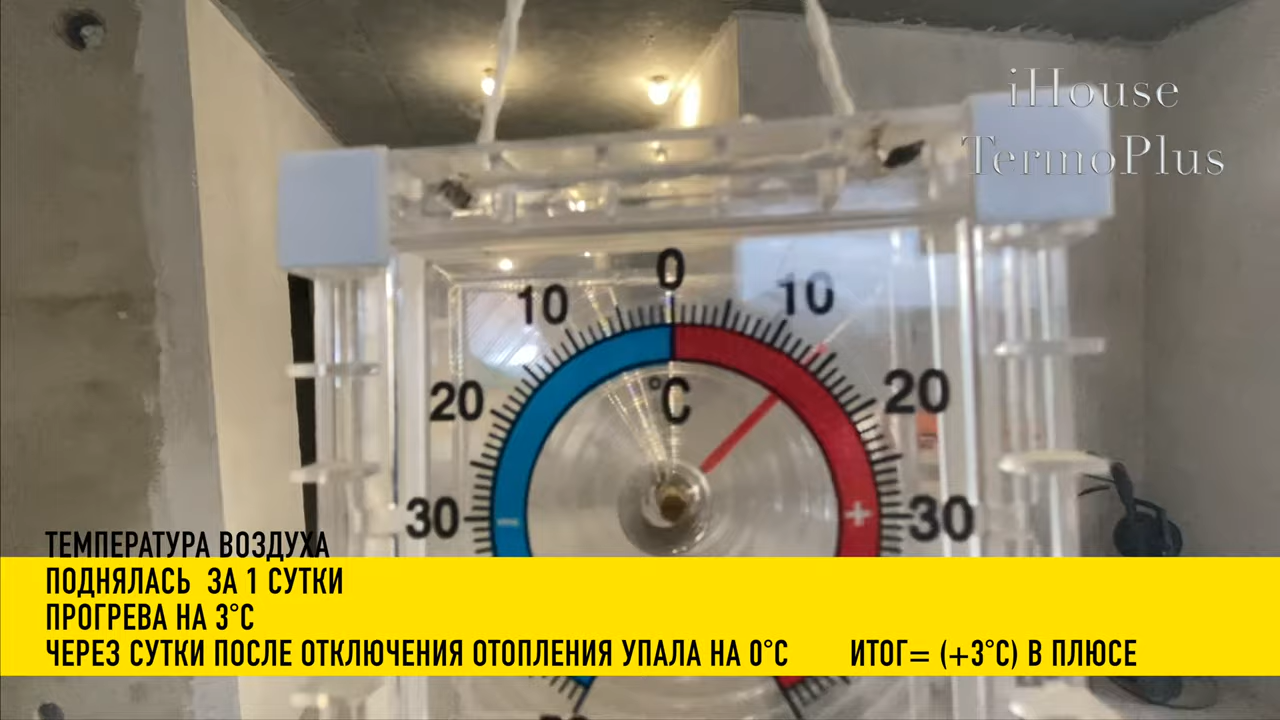 iHouse
TermoPlus
0
10
10
°C
20
20
30
30
−
+
ТЕМПЕРАТУРА ВОЗДУХА
ПОДНЯЛАСЬ ЗА 1 СУТКИ
ПРОГРЕВА НА 3°С
ЧЕРЕЗ СУТКИ ПОСЛЕ ОТКЛЮЧЕНИЯ ОТОПЛЕНИЯ УПАЛА НА 0°С ИТОГ= (+3°С) В ПЛЮСЕ